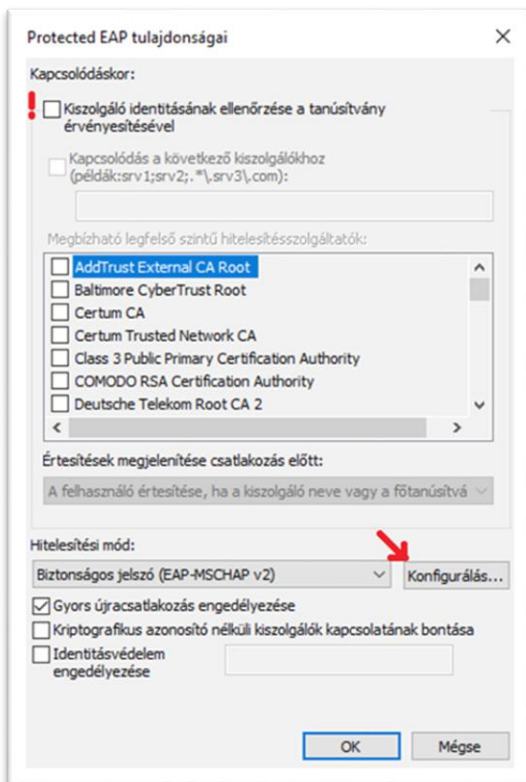 Protected EAP tulajdonságai
Kapcsolódáskor:
! Kiszolgáló identitásának ellenőrzése a tanúsítvány
érvényesítésével
Kapcsolódás a következő kiszolgálókhoz
(példák:srv1;srv2;.*\.srv3\.com):
Megbízható legfelső szintű hitelesítésszolgáltatók:
AddTrust External CA Root
Baltimore CyberTrust Root
Certum CA
Certum Trusted Network CA
Class 3 Public Primary Certification Authority
COMODO RSA Certification Authority
Deutsche Telekom Root CA 2
Értesítések megjelenítése csatlakozás előtt:
A felhasználó értesítése, ha a kiszolgáló neve vagy a főtanúsítvá
Hitelesítési mód:
Biztonságos jelszó (EAP-MSCHAP v2) Konfigurálás...
Gyors újracsatlakozás engedélyezése
Kriptografikus azonosító nélküli kiszolgálók kapcsolatának bontása
Identitásvédelem
engedélyezése
OK Mégse